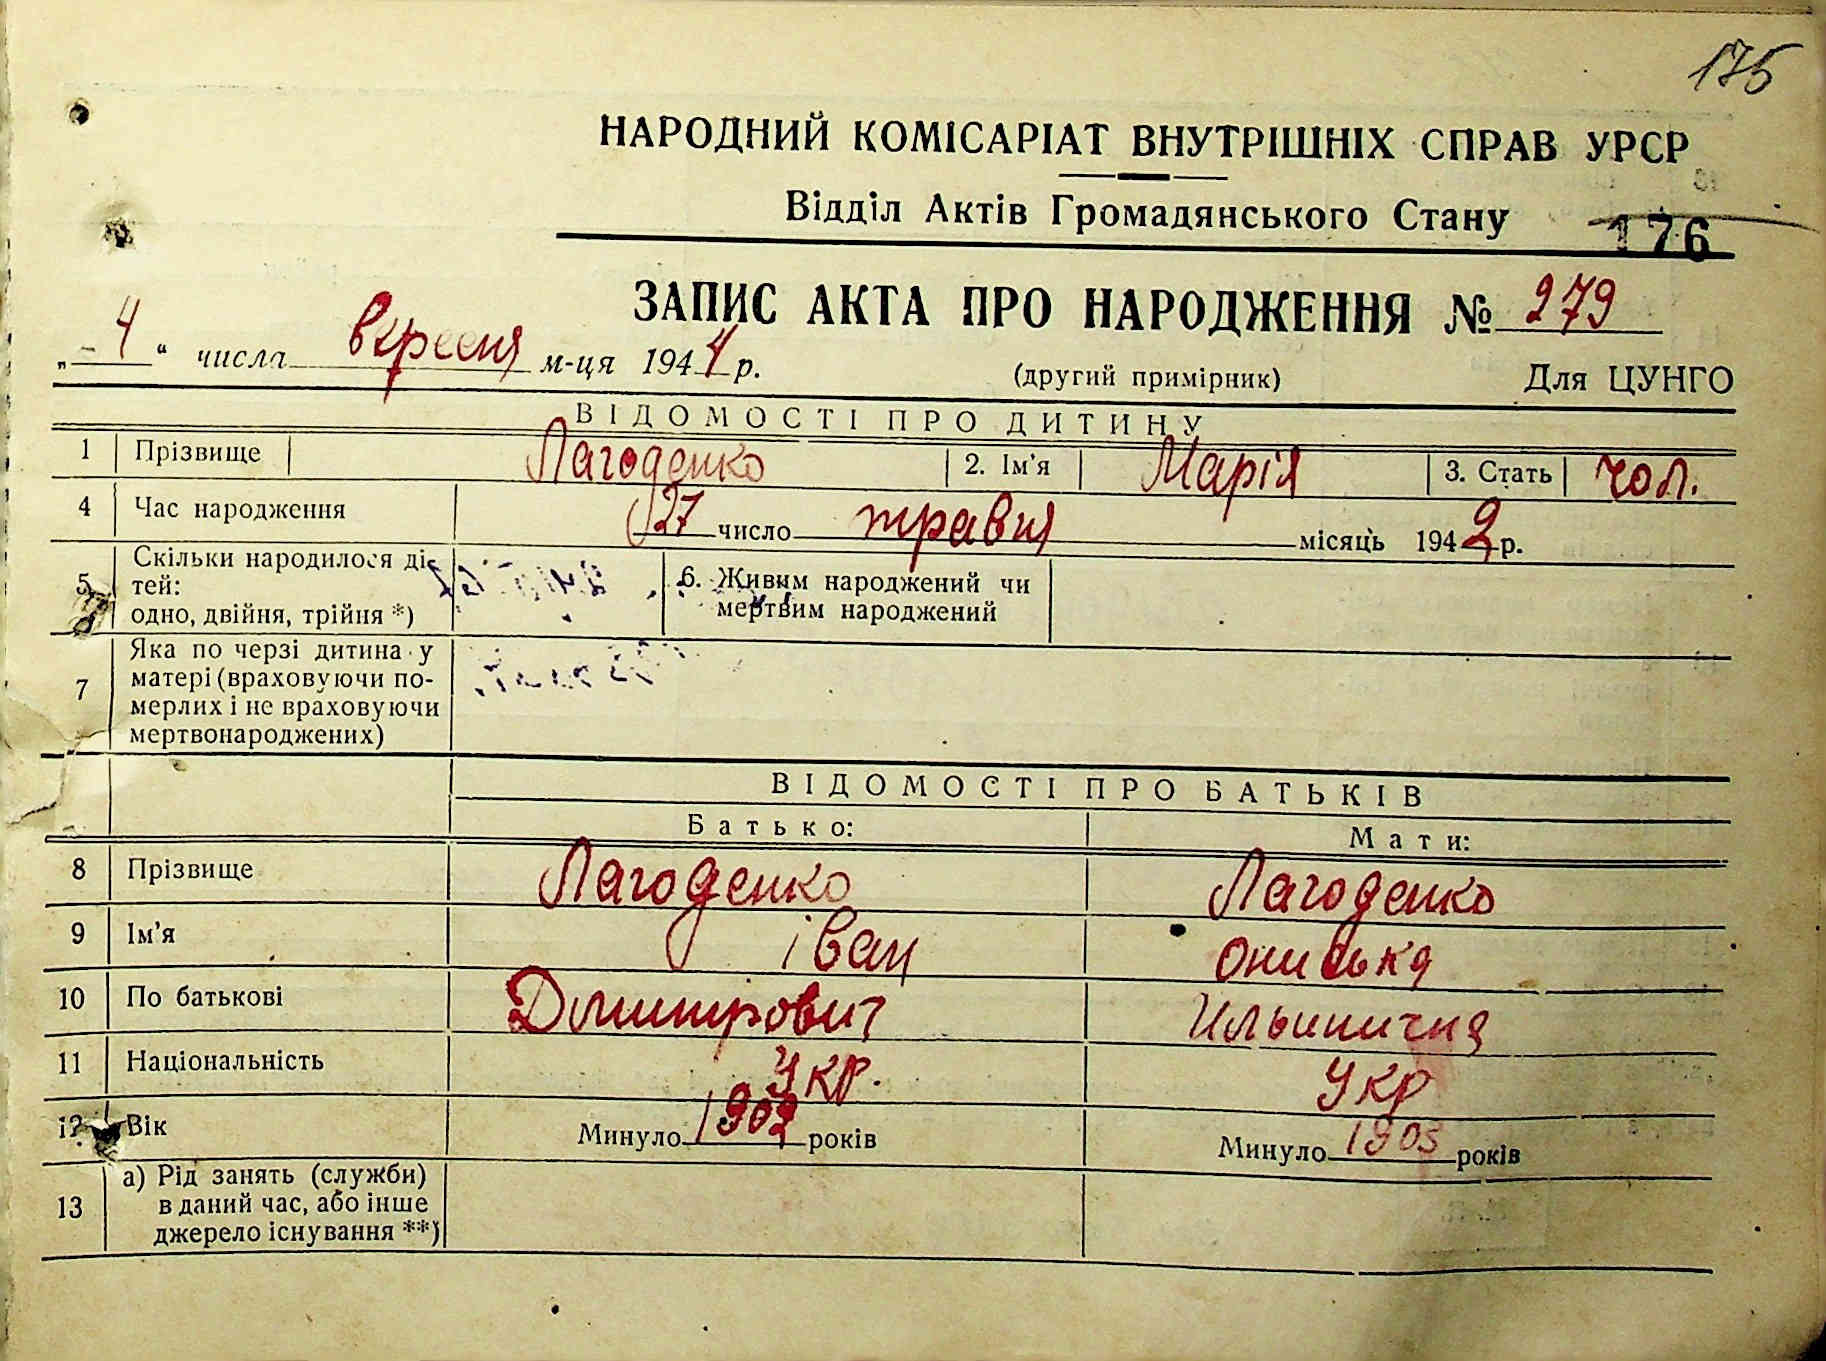 175
НАРОДНИЙ КОМІСАРІАТ ВНУТРІШНІХ СПРАВ УРСР
Відділ Актів Громадянського Стану
176
ЗАПИС АКТА ПРО НАРОДЖЕННЯ № 279
„ 4 “ числа вересня м-ця 1944 р.
(другий примірник) Для ЦУНГО
ВІДОМОСТІ ПРО ДИТИНУ
1 Прізвище Лагоденко 2. Ім'я Марія 3. Стать чол.
4 Час народження 27 число травня місяць 1942 р.
5 Скільки народилося ді-
тей:
одно, двійня, трійня *)
6. Живим народжений чи
мертвим народжений
7 Яка по черзі дитина у
матері (враховуючи по-
мерлих і не враховуючи
мертвонароджених)
ВІДОМОСТІ ПРО БАТЬКІВ
Батько: Мати:
8 Прізвище Лагоденко Лагоденко
9 Ім'я іван Ониська
10 По батькові Дмитрович Ильинична
11 Національність Укр. Укр
12 Вік Минуло 1902 років Минуло 1905 років
13 а) Рід занять (служби)
в даний час, або інше
джерело існування **)